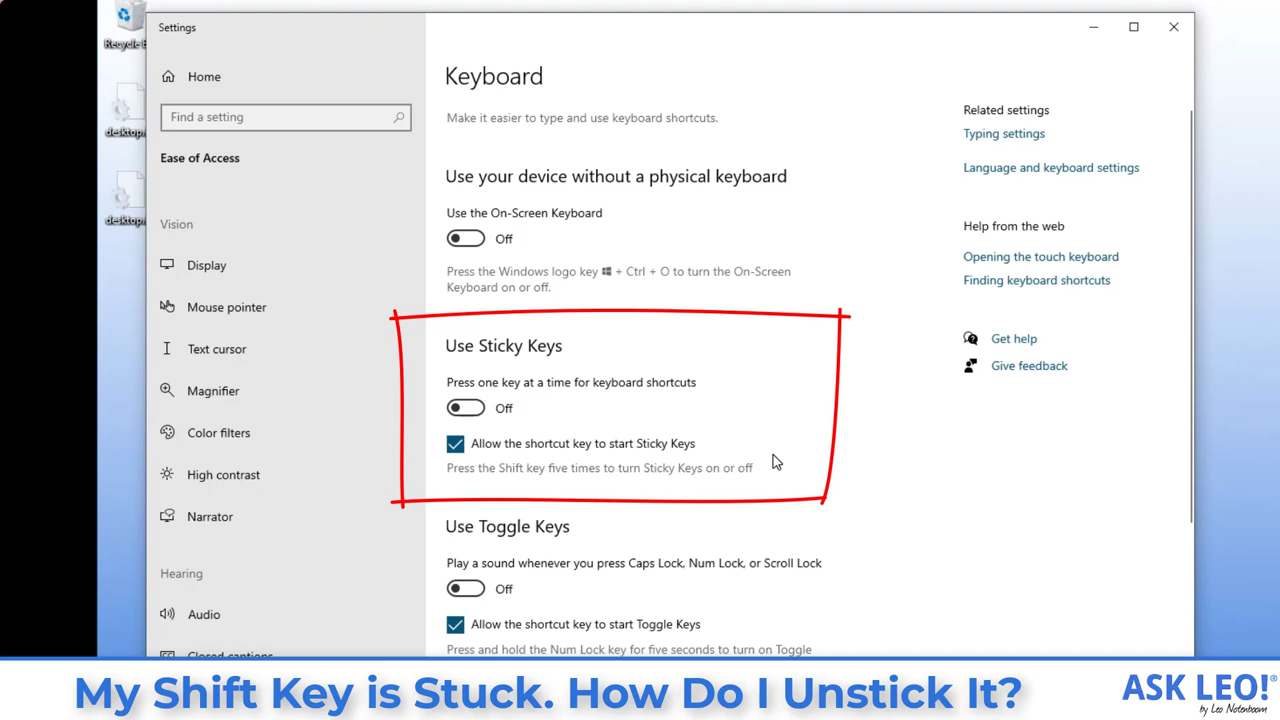 Recycle B
desktop.
desktop.
Settings
Home
Find a setting
Ease of Access
Vision
Display
Mouse pointer
Text cursor
Magnifier
Color filters
High contrast
Narrator
Hearing
Audio
Closed captions
Keyboard
Make it easier to type and use keyboard shortcuts.
Use your device without a physical keyboard
Use the On-Screen Keyboard
Off
Press the Windows logo key + Ctrl + O to turn the On-Screen
Keyboard on or off.
Use Sticky Keys
Press one key at a time for keyboard shortcuts
Off
Allow the shortcut key to start Sticky Keys
Press the Shift key five times to turn Sticky Keys on or off
Use Toggle Keys
Play a sound whenever you press Caps Lock, Num Lock, or Scroll Lock
Off
Allow the shortcut key to start Toggle Keys
Press and hold the Num Lock key for five seconds to turn on Toggle
Related settings
Typing settings
Language and keyboard settings
Help from the web
Opening the touch keyboard
Finding keyboard shortcuts
Get help
Give feedback
My Shift Key is Stuck. How Do I Unstick It?
ASK LEO!®
by Leo Notenboom